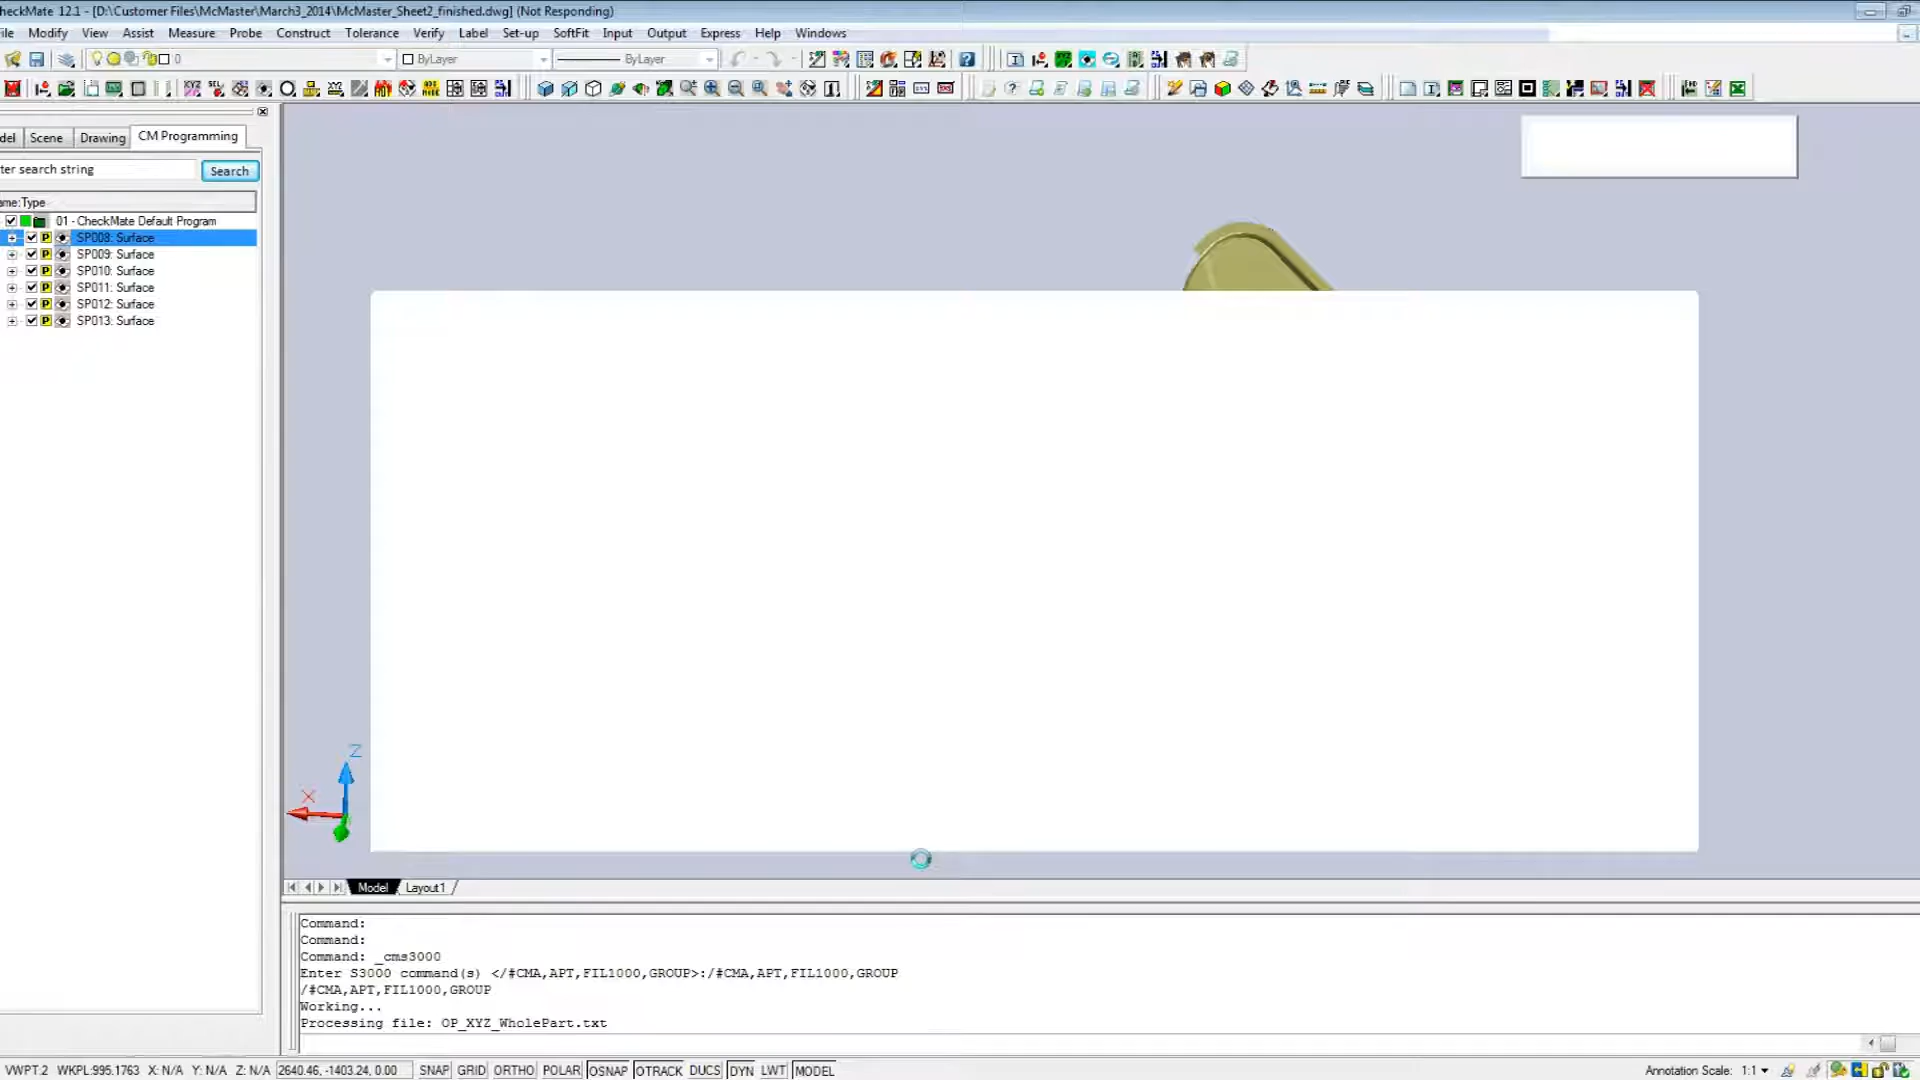 heckMate 12.1 - [D:\Customer Files\McMaster\March3_2014\McMaster_Sheet2_finished.dwg] (Not Responding)
ile Modify View Assist Measure Probe Construct Tolerance Verify Label Set-up SoftFit Input Output Express Help Windows
0 ByLayer ByLayer
del Scene Drawing CM Programming
ter search string Search
ame:Type
01 - CheckMate Default Program
SP008: Surface
SP009: Surface
SP010: Surface
SP011: Surface
SP012: Surface
SP013: Surface
Z
X
Model Layout1
Command:
Command:
Command: _cms3000
Enter S3000 command(s) </#CMA,APT,FIL1000,GROUP>:/#CMA,APT,FIL1000,GROUP
/#CMA,APT,FIL1000,GROUP
Working...
Processing file: OP_XYZ_WholePart.txt
VWPT:2 WKPL:995.1763 X: N/A Y: N/A Z: N/A 2640.46, -1403.24, 0.00 SNAP GRID ORTHO POLAR OSNAP OTRACK DUCS DYN LWT MODEL Annotation Scale: 1:1